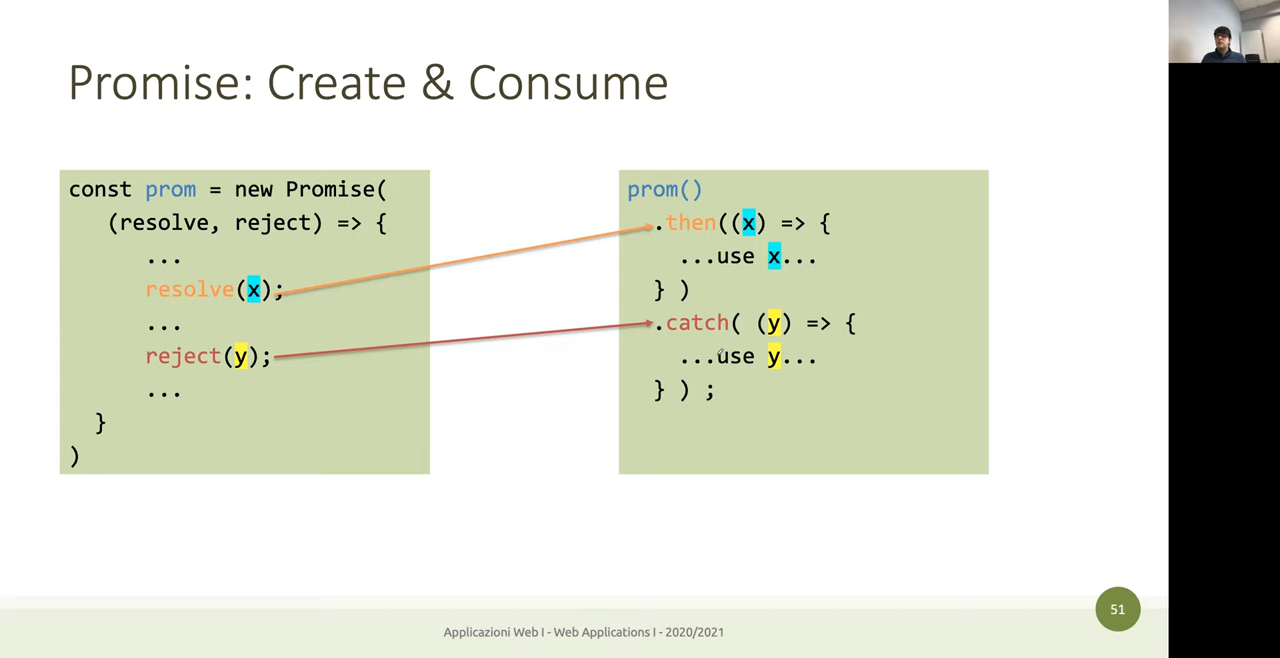 Promise: Create & Consume
const prom = new Promise(
(resolve, reject) => {
...
resolve(x);
...
reject(y);
...
}
)
prom()
.then((x) => {
...use x...
} )
.catch( (y) => {
...use y...
} ) ;
51
Applicazioni Web I - Web Applications I - 2020/2021